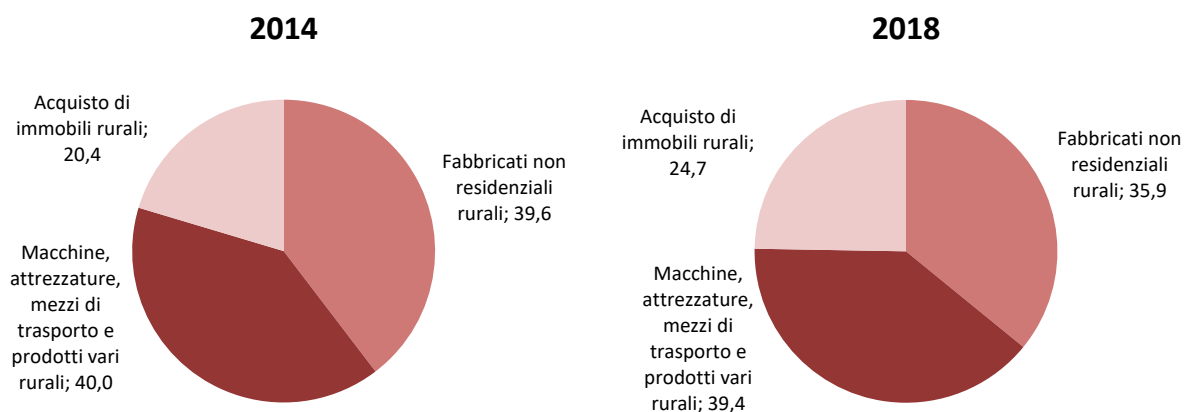 2014
Acquisto di
immobili rurali;
20,4
Fabbricati non
residenziali
rurali; 39,6
Macchine,
attrezzature,
mezzi di
trasporto e
prodotti vari
rurali; 40,0
2018
Acquisto di
immobili rurali;
24,7
Fabbricati non
residenziali
rurali; 35,9
Macchine,
attrezzature,
mezzi di
trasporto e
prodotti vari
rurali; 39,4